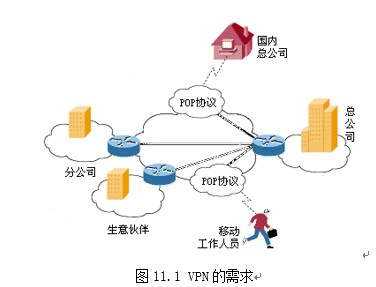 国内
总公司
POP协议
总
公
司
分公司
POP协议
生意伙伴
移动
工作人员
图 11.1 VPN 的需求